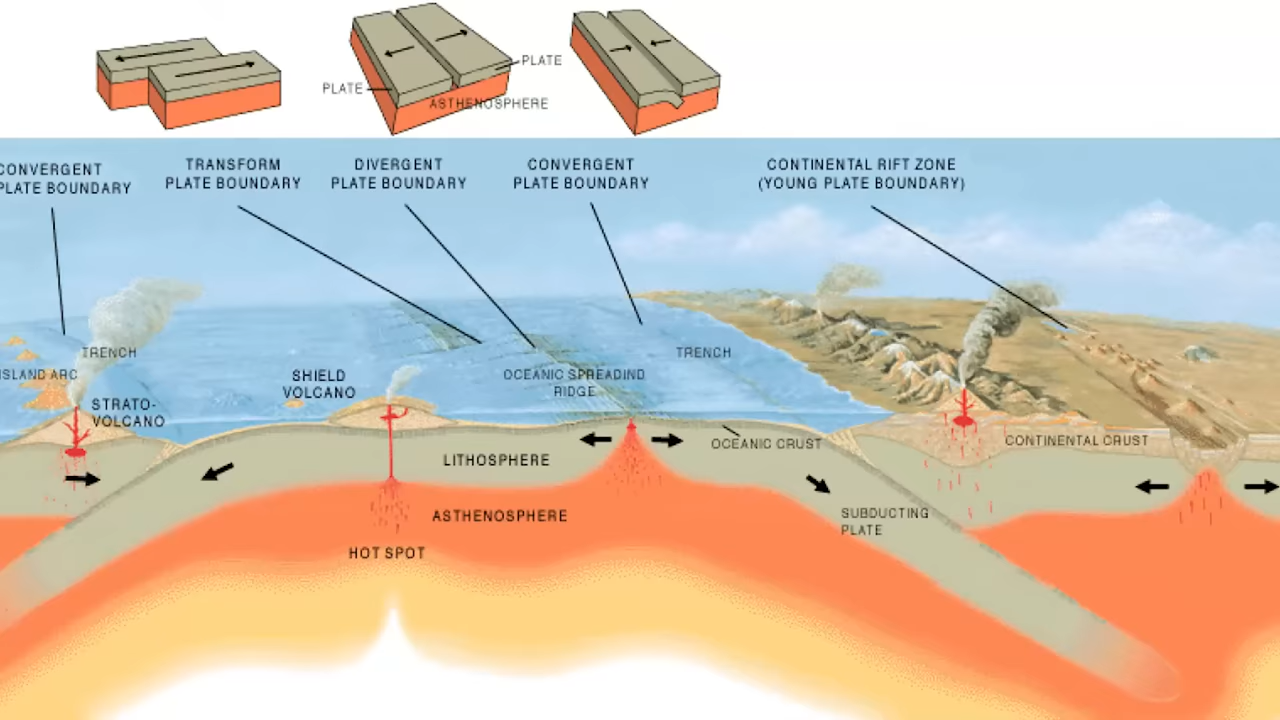 PLATE
PLATE
ASTHENOSPHERE
CONVERGENT
PLATE BOUNDARY
TRANSFORM
PLATE BOUNDARY
DIVERGENT
PLATE BOUNDARY
CONVERGENT
PLATE BOUNDARY
CONTINENTAL RIFT ZONE
(YOUNG PLATE BOUNDARY)
TRENCH
ISLAND ARC
STRATO-
VOLCANO
SHIELD
VOLCANO
OCEANIC SPREADING
RIDGE
TRENCH
OCEANIC CRUST
CONTINENTAL CRUST
LITHOSPHERE
ASTHENOSPHERE
HOT SPOT
SUBDUCTING
PLATE